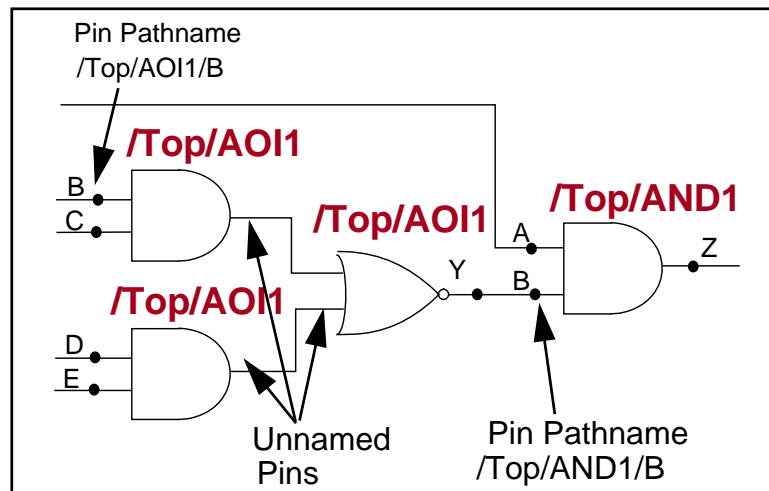 Pin Pathname
/Top/AOI1/B
/Top/AOI1
B
C
/Top/AOI1
/Top/AND1
A
Y
B
Z
/Top/AOI1
D
E
Unnamed
Pins
Pin Pathname
/Top/AND1/B